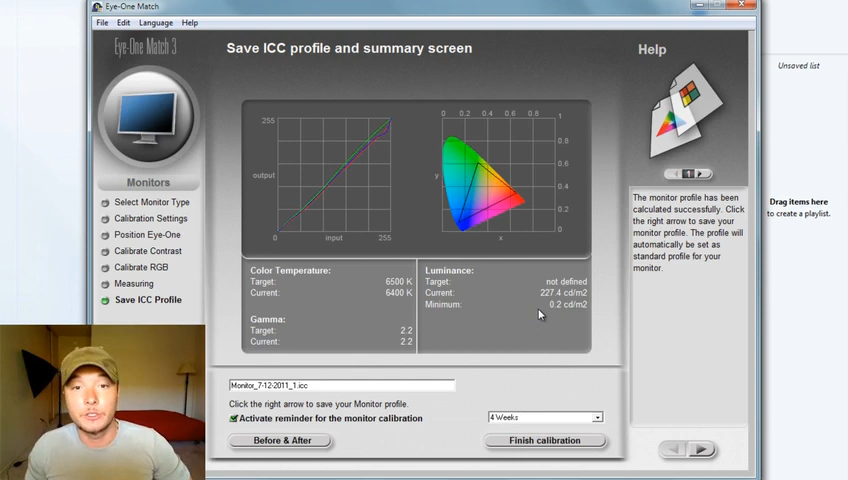 Eye-One Match
File Edit Language Help
Eye-One Match 3
Save ICC profile and summary screen
Help
Unsaved list
Monitors
Select Monitor Type
Calibration Settings
Position Eye-One
Calibrate Contrast
Calibrate RGB
Measuring
Save ICC Profile
255
output
0 input 255
0 0.2 0.4 0.6 0.8
1
0.8
0.6
0.4
0.2
0
y
x
Color Temperature:
Target: 6500 K
Current: 6400 K
Gamma:
Target: 2.2
Current: 2.2
Luminance:
Target: not defined
Current: 227.4 cd/m2
Minimum: 0.2 cd/m2
Monitor_7-12-2011_1.icc
Click the right arrow to save your Monitor profile.
Activate reminder for the monitor calibration
4 Weeks
Before & After
Finish calibration
1
The monitor profile has been
calculated successfully. Click
the right arrow to save your
monitor profile. The profile will
automatically be set as
standard profile for your
monitor.
Drag items here
to create a playlist.